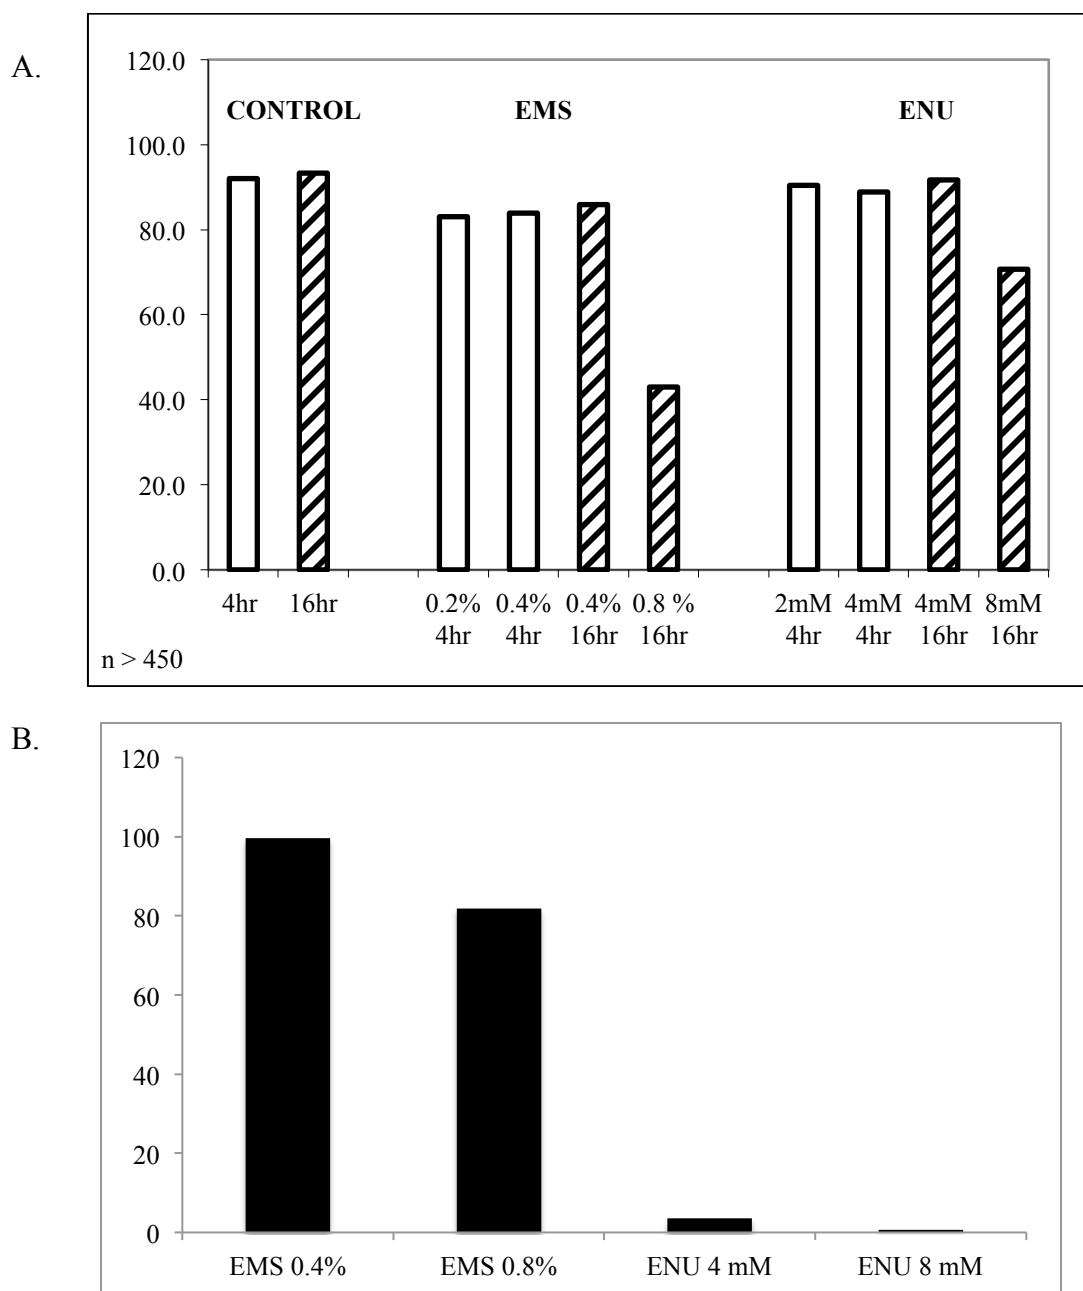 A.
120.0
100.0
80.0
60.0
40.0
20.0
0.0
CONTROL EMS ENU
4hr 16hr 0.2% 0.4% 0.4% 0.8 % 2mM 4mM 4mM 8mM
4hr 4hr 16hr 16hr 4hr 4hr 16hr 16hr
n > 450
B.
120
100
80
60
40
20
0
EMS 0.4% EMS 0.8% ENU 4 mM ENU 8 mM